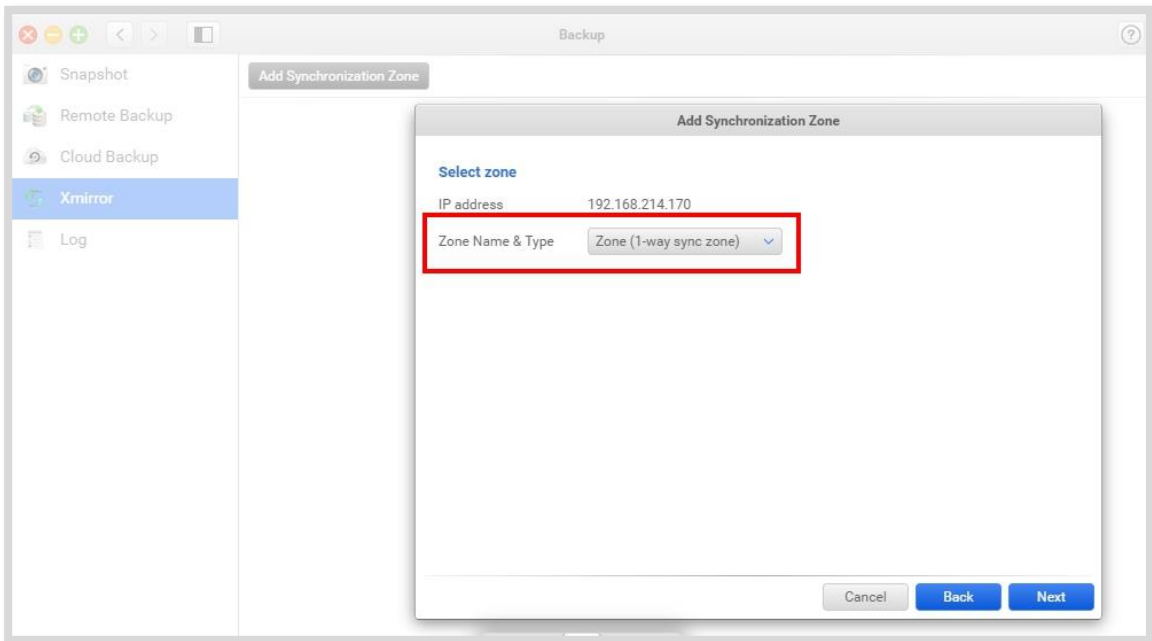 Backup
?
Snapshot
Remote Backup
Cloud Backup
Xmirror
Log
Add Synchronization Zone
Add Synchronization Zone
Select zone
IP address 192.168.214.170
Zone Name & Type Zone (1-way sync zone)
Cancel Back Next